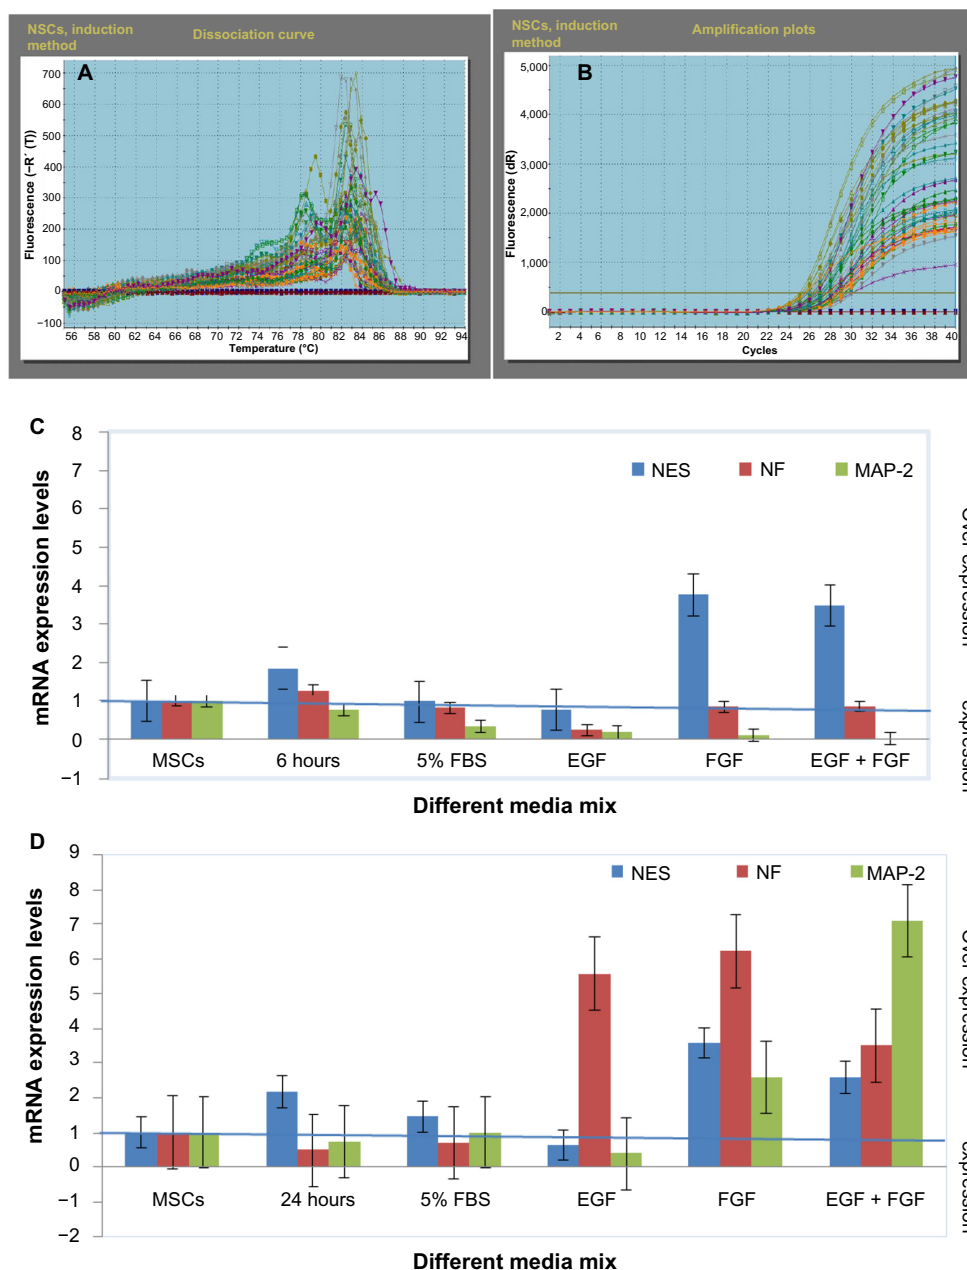 NSCs, induction
method
Dissociation curve
A
700
600
500
400
300
200
100
0
−100
Fluorescence (−R´ (T))
56 58 60 62 64 66 68 70 72 74 76 78 80 82 84 86 88 90 92 94
Temperature (°C)
NSCs, induction
method
Amplification plots
B
5,000
4,000
3,000
2,000
1,000
0
Fluorescence (dR)
2 4 6 8 10 12 14 16 18 20 22 24 26 28 30 32 34 36 38 40
Cycles
C
8
7
6
5
4
3
2
1
0
−1
mRNA expression levels
NES NF MAP-2
MSCs 6 hours 5% FBS EGF FGF EGF + FGF
Different media mix
Over expression
expression
D
9
8
7
6
5
4
3
2
1
0
−1
−2
mRNA expression levels
NES NF MAP-2
MSCs 24 hours 5% FBS EGF FGF EGF + FGF
Different media mix
Over expression
expression